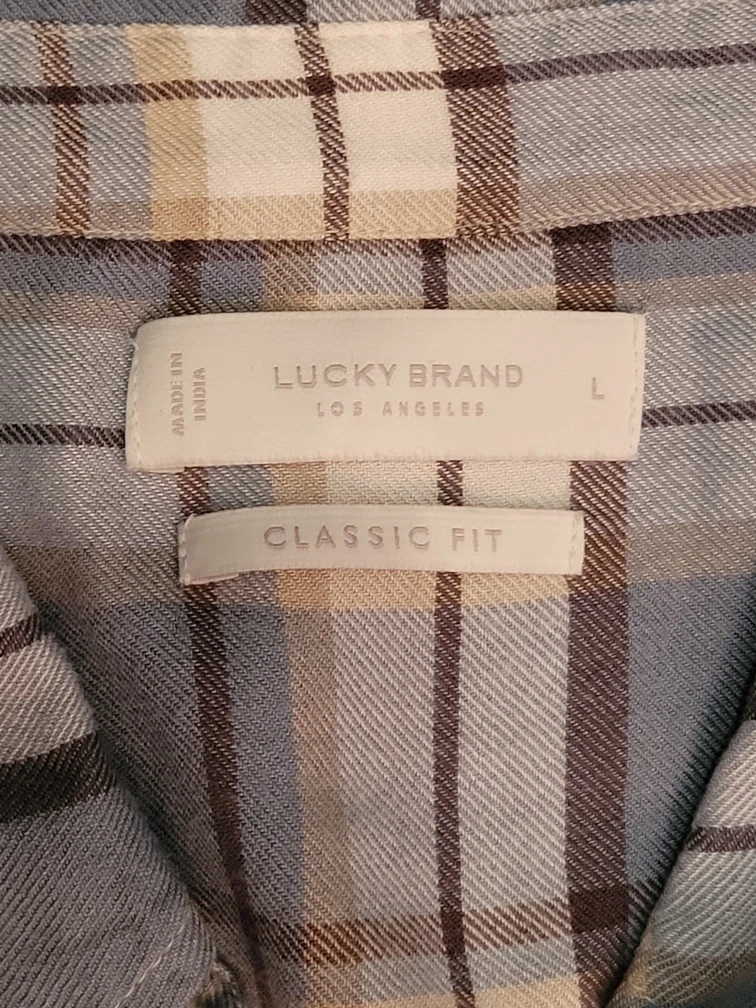 MADE IN
INDIA
LUCKY BRAND
LOS ANGELES
L
CLASSIC FIT